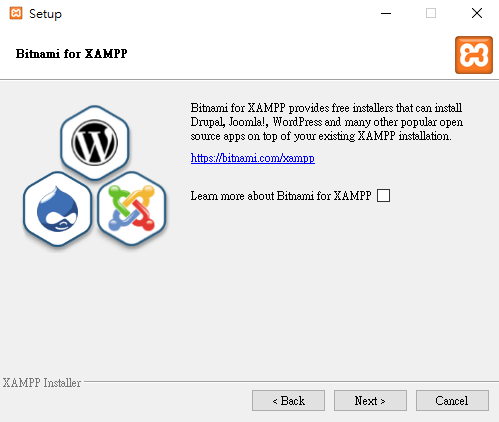 Setup
Bitnami for XAMPP
Bitnami for XAMPP provides free installers that can install
Drupal, Joomla!, WordPress and many other popular open
source apps on top of your existing XAMPP installation.
https://bitnami.com/xampp
Learn more about Bitnami for XAMPP
XAMPP Installer
< Back
Next >
Cancel